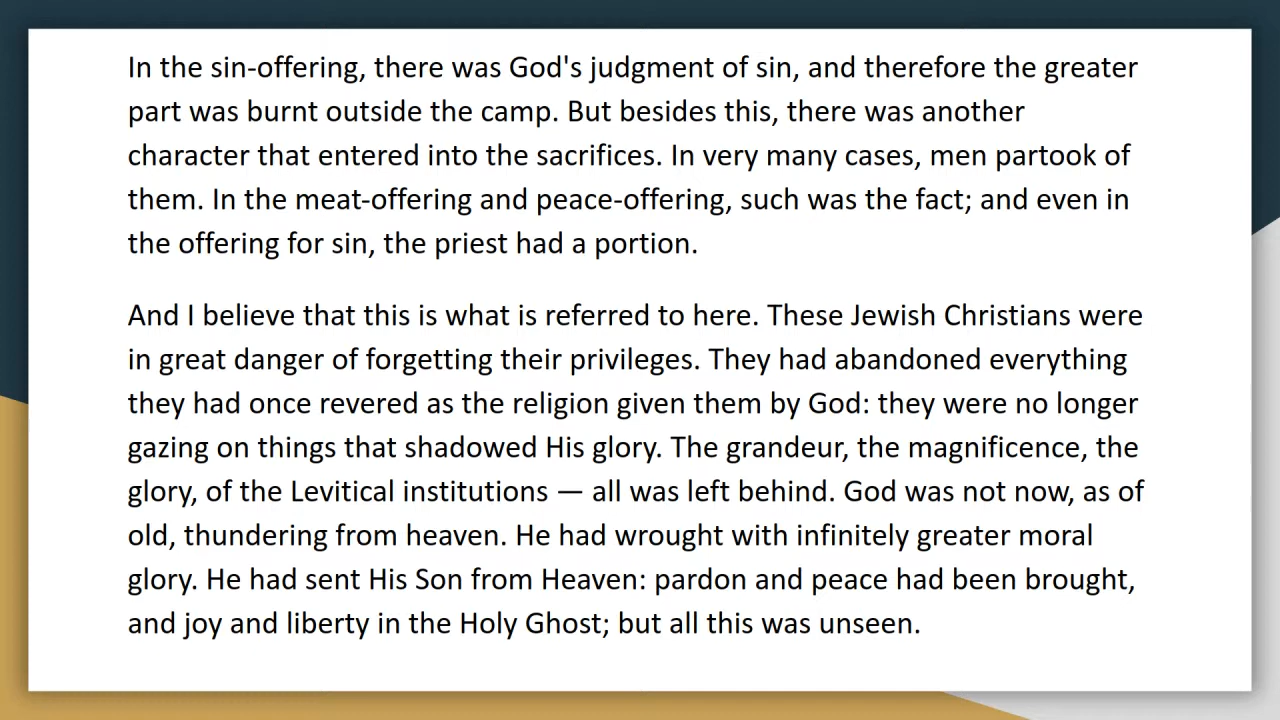 In the sin-offering, there was God's judgment of sin, and therefore the greater
part was burnt outside the camp. But besides this, there was another
character that entered into the sacrifices. In very many cases, men partook of
them. In the meat-offering and peace-offering, such was the fact; and even in
the offering for sin, the priest had a portion.
And I believe that this is what is referred to here. These Jewish Christians were
in great danger of forgetting their privileges. They had abandoned everything
they had once revered as the religion given them by God: they were no longer
gazing on things that shadowed His glory. The grandeur, the magnificence, the
glory, of the Levitical institutions — all was left behind. God was not now, as of
old, thundering from heaven. He had wrought with infinitely greater moral
glory. He had sent His Son from Heaven: pardon and peace had been brought,
and joy and liberty in the Holy Ghost; but all this was unseen.